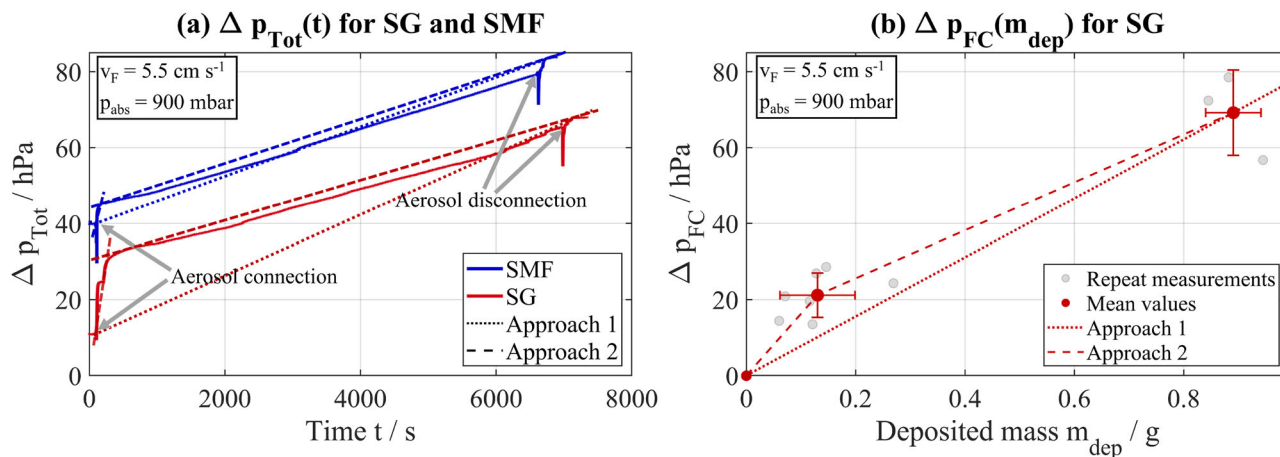 (a) Δ p_Tot(t) for SG and SMF
v_F = 5.5 cm s⁻¹
p_abs = 900 mbar
80
60
40
20
0
Δ p_Tot / hPa
Aerosol disconnection
Aerosol connection
SMF
SG
Approach 1
Approach 2
0 2000 4000 6000 8000
Time t / s
(b) Δ p_FC(m_dep) for SG
v_F = 5.5 cm s⁻¹
p_abs = 900 mbar
80
60
40
20
0
Δ p_FC / hPa
Repeat measurements
Mean values
Approach 1
Approach 2
0 0.2 0.4 0.6 0.8
Deposited mass m_dep / g